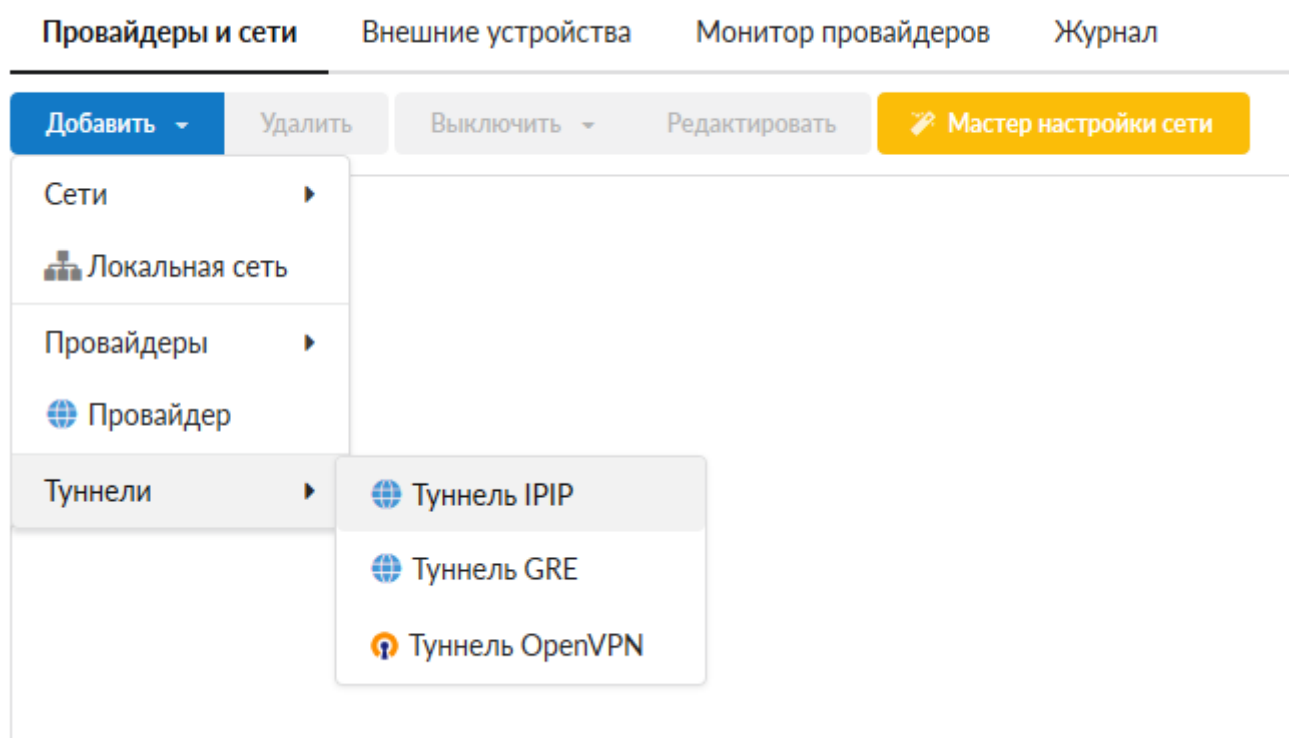 Провайдеры и сети Внешние устройства Монитор провайдеров Журнал
Добавить Удалить Выключить Редактировать Мастер настройки сети
Сети
Локальная сеть
Провайдеры
Провайдер
Туннели
Туннель IPIP
Туннель GRE
Туннель OpenVPN